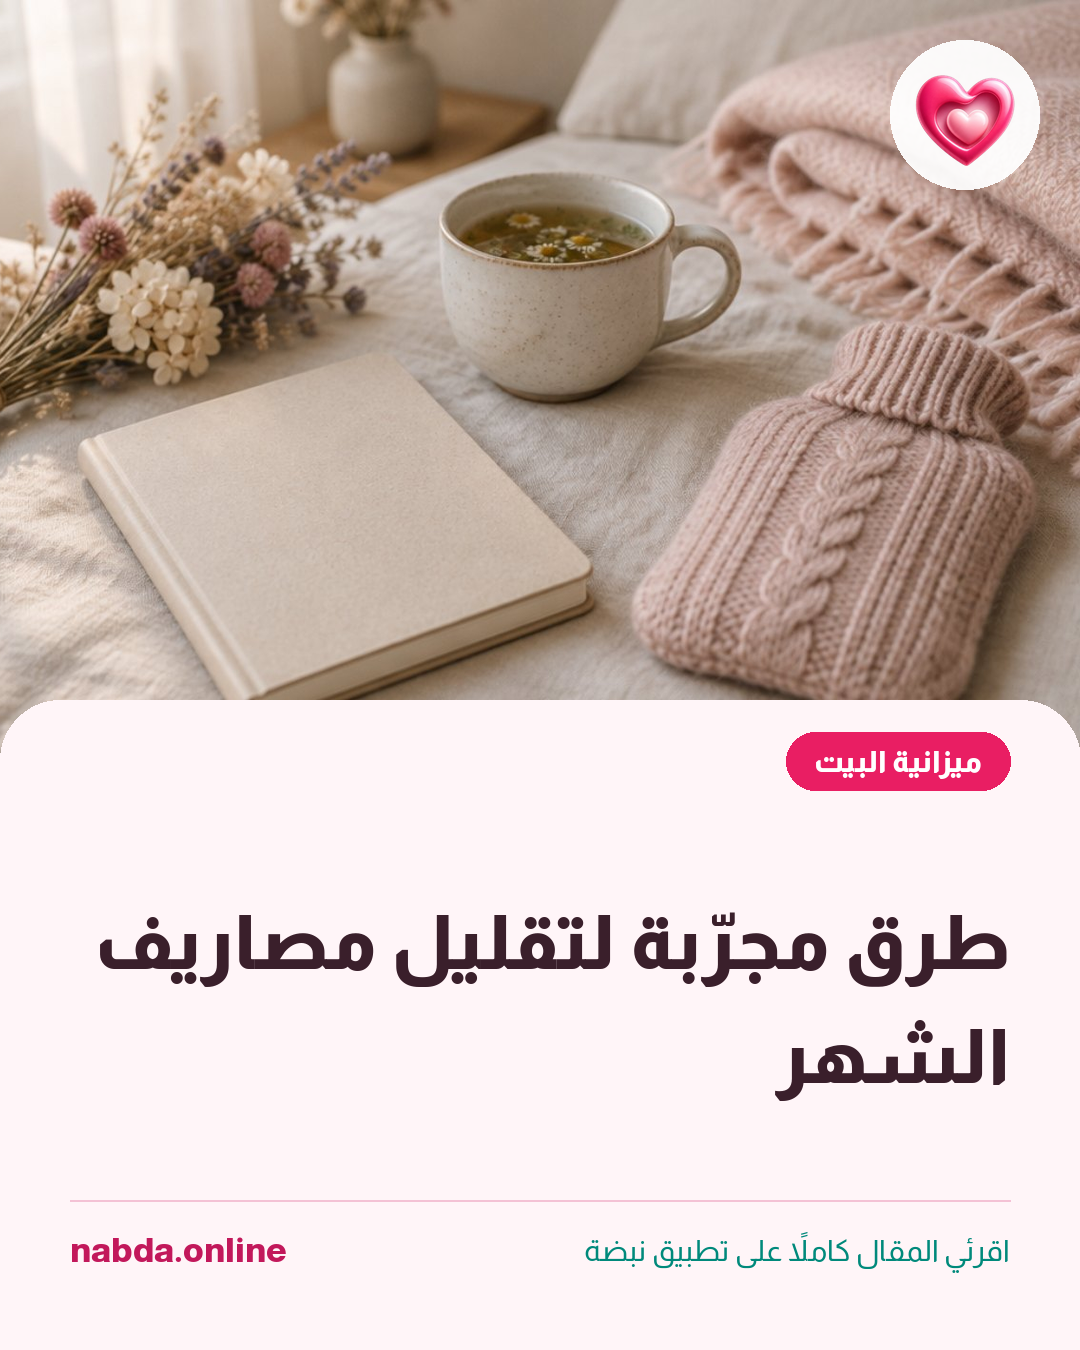 ميزانية البيت
طرق مجرّبة لتقليل مصاريف
الشهر
اقرئي المقال كاملًا على تطبيق نبضة
nabda.online